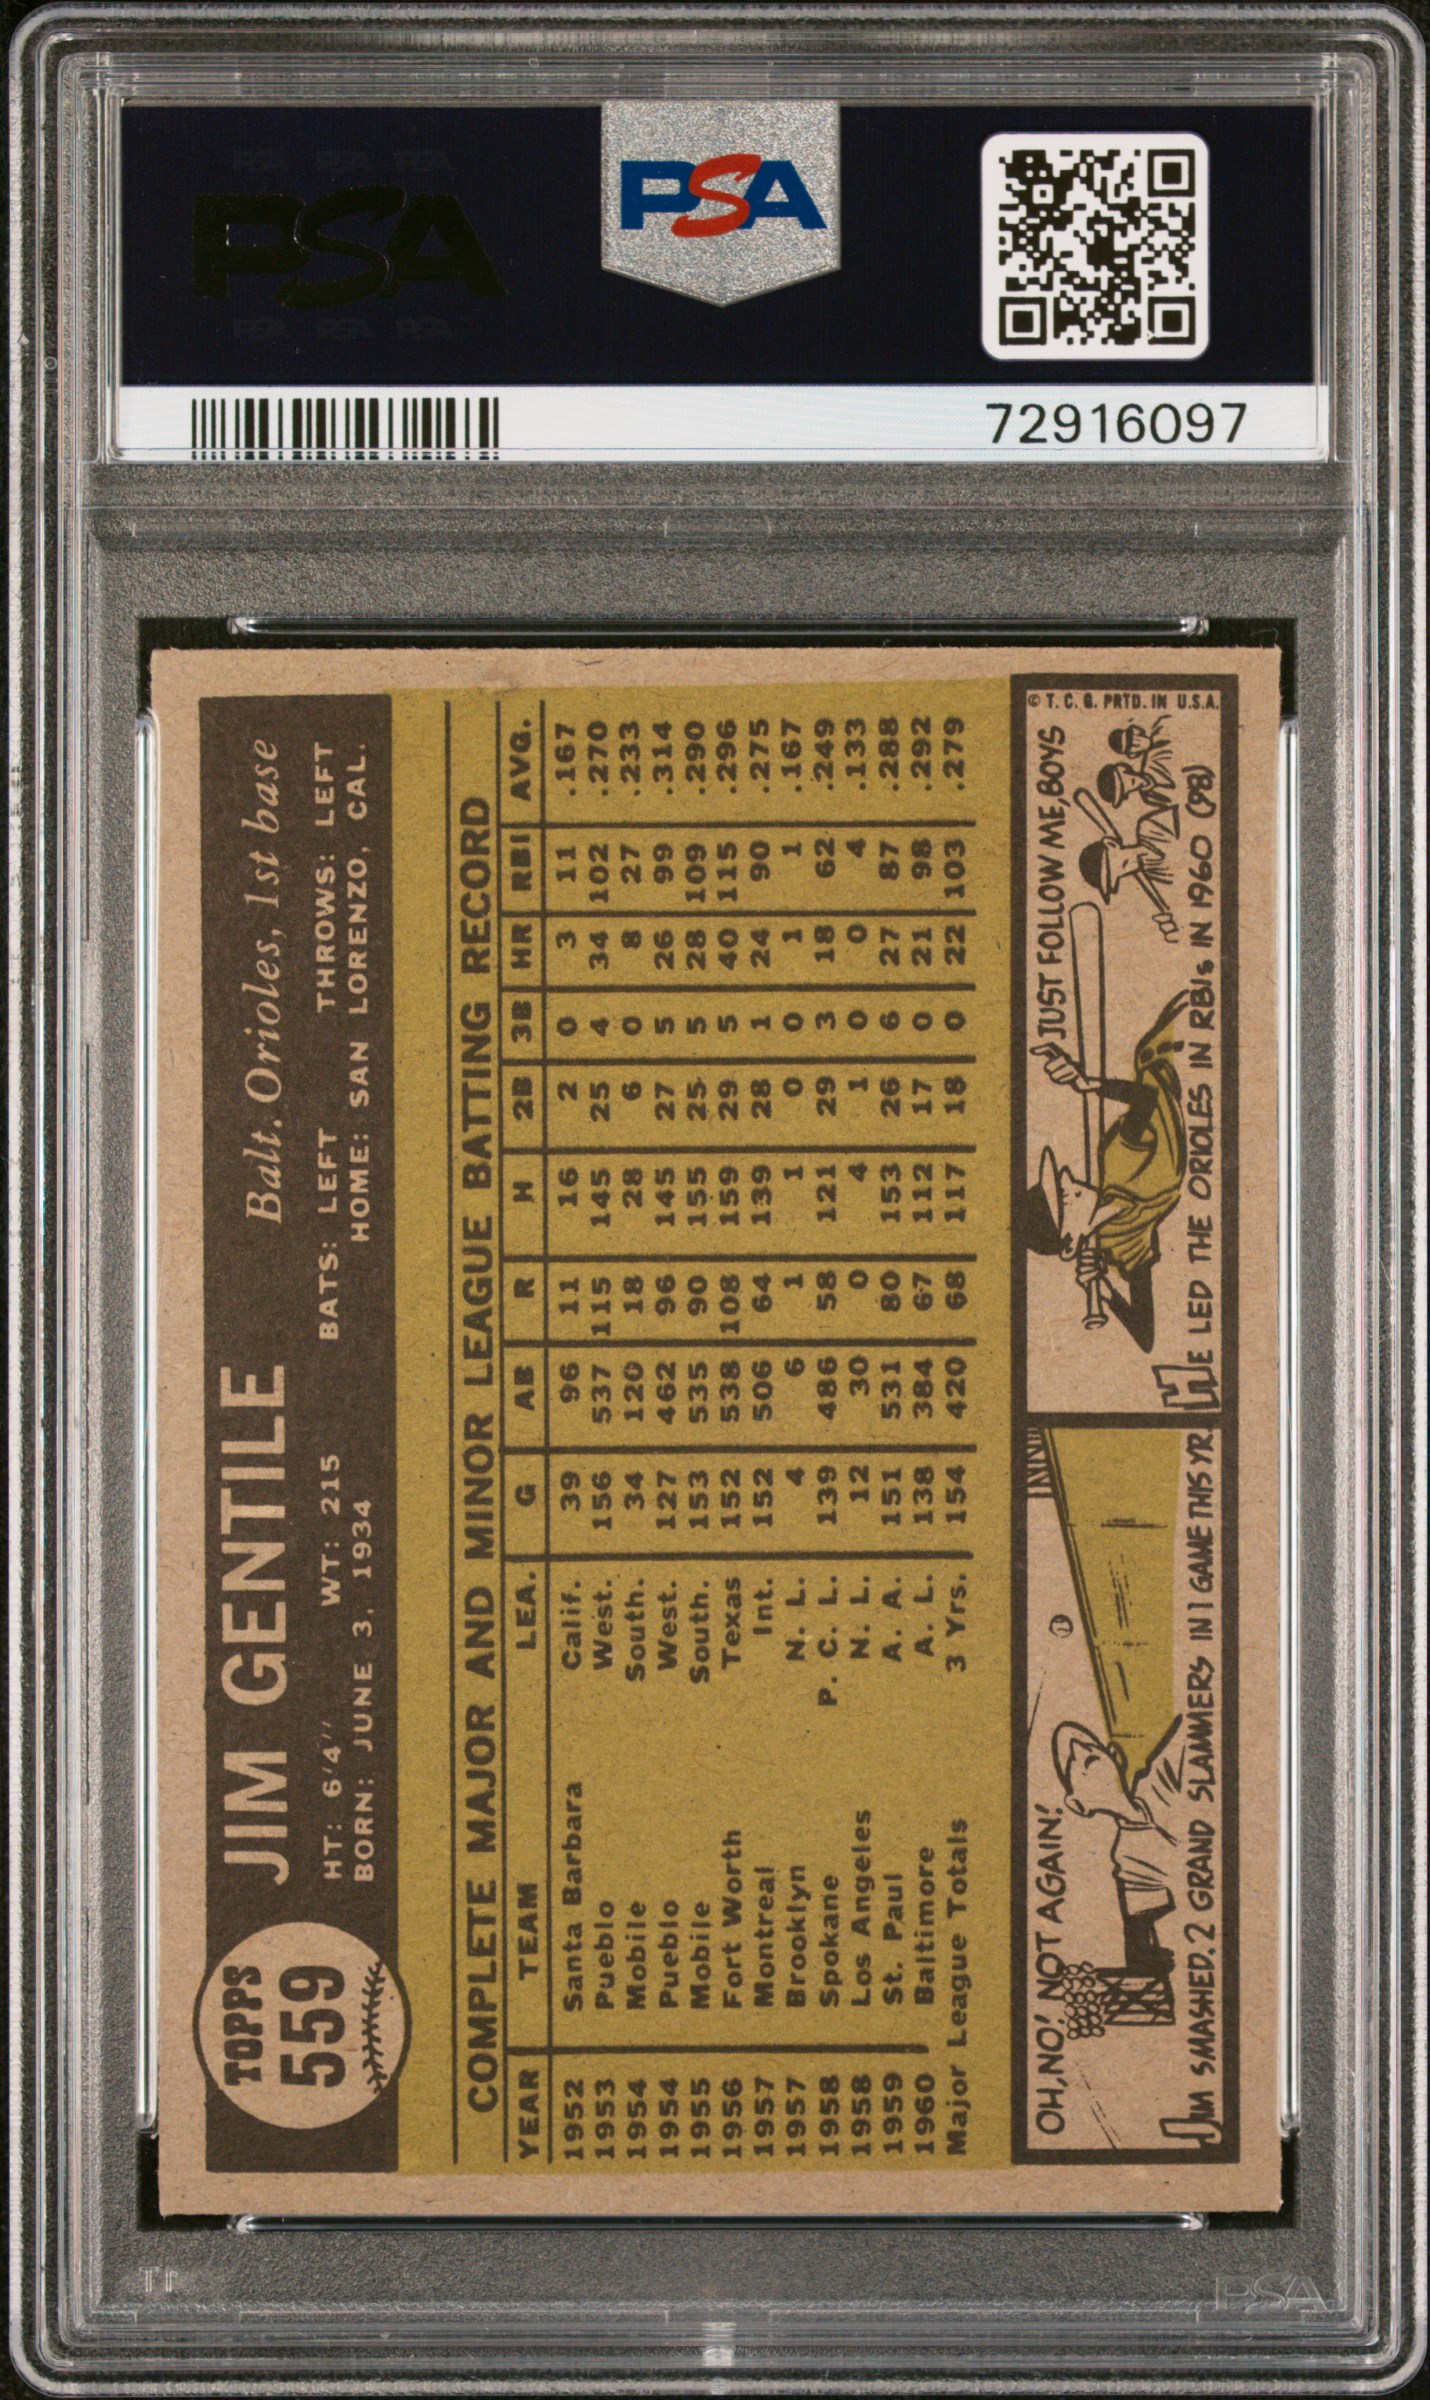 PSA
PSA
72916097
TOPPS
559
JIM GENTILE
Balt. Orioles, 1st base
HT: 6'4" WT: 215 BATS: LEFT THROWS: LEFT
BORN: JUNE 3, 1934 HOME: SAN LORENZO, CAL.
COMPLETE MAJOR AND MINOR LEAGUE BATTING RECORD
YEAR TEAM LEA. G AB R H 2B 3B HR RBI AVG.
1952 Santa Barbara Calif. 39 96 11 16 2 0 3 11 .167
1953 Pueblo West. 156 537 115 145 25 4 34 102 .270
1954 Mobile South. 34 120 18 28 6 0 8 27 .233
1954 Pueblo West. 127 462 96 145 27 5 26 99 .314
1955 Mobile South. 153 535 90 155 25 5 28 109 .290
1956 Fort Worth Texas 152 538 108 159 29 5 40 115 .296
1957 Montreal Int. 152 506 64 139 28 1 24 90 .275
1957 Brooklyn N. L. 4 6 1 1 0 0 1 1 .167
1958 Spokane P. C. L. 139 486 58 121 29 3 18 62 .249
1958 Los Angeles N. L. 12 30 0 4 1 0 0 4 .133
1959 St. Paul A. A. 151 531 80 153 26 6 27 87 .288
1960 Baltimore A. L. 138 384 67 112 17 0 21 98 .292
Major League Totals 3 Yrs. 154 420 68 117 18 0 22 103 .279
OH, NO! NOT AGAIN!
JIM SMASHED 2 GRAND SLAMMERS IN 1 GAME THIS YR.
JUST FOLLOW ME, BOYS
© T. C. G. PRTD. IN U.S.A.
HE LED THE ORIOLES IN RBIs IN 1960 (98)
PSA